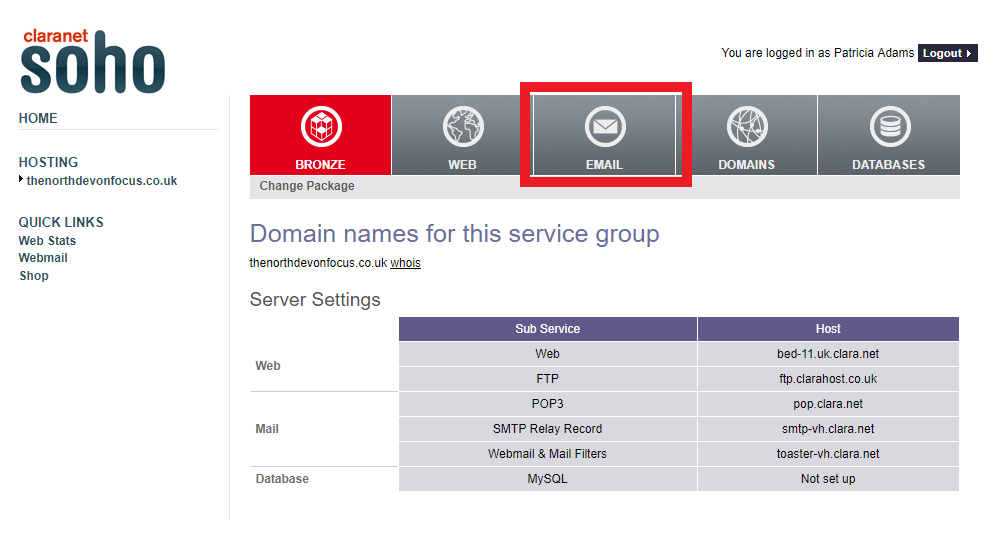 claranet
soho
You are logged in as Patricia Adams Logout
HOME
HOSTING
thenorthdevonfocus.co.uk
QUICK LINKS
Web Stats
Webmail
Shop
BRONZE WEB EMAIL DOMAINS DATABASES
Change Package
Domain names for this service group
thenorthdevonfocus.co.uk whois
Server Settings
Sub Service Host
Web
Web bed-11.uk.clara.net
FTP ftp.clarahost.co.uk
Mail
POP3 pop.clara.net
SMTP Relay Record smtp-vh.clara.net
Webmail & Mail Filters toaster-vh.clara.net
Database MySQL Not set up